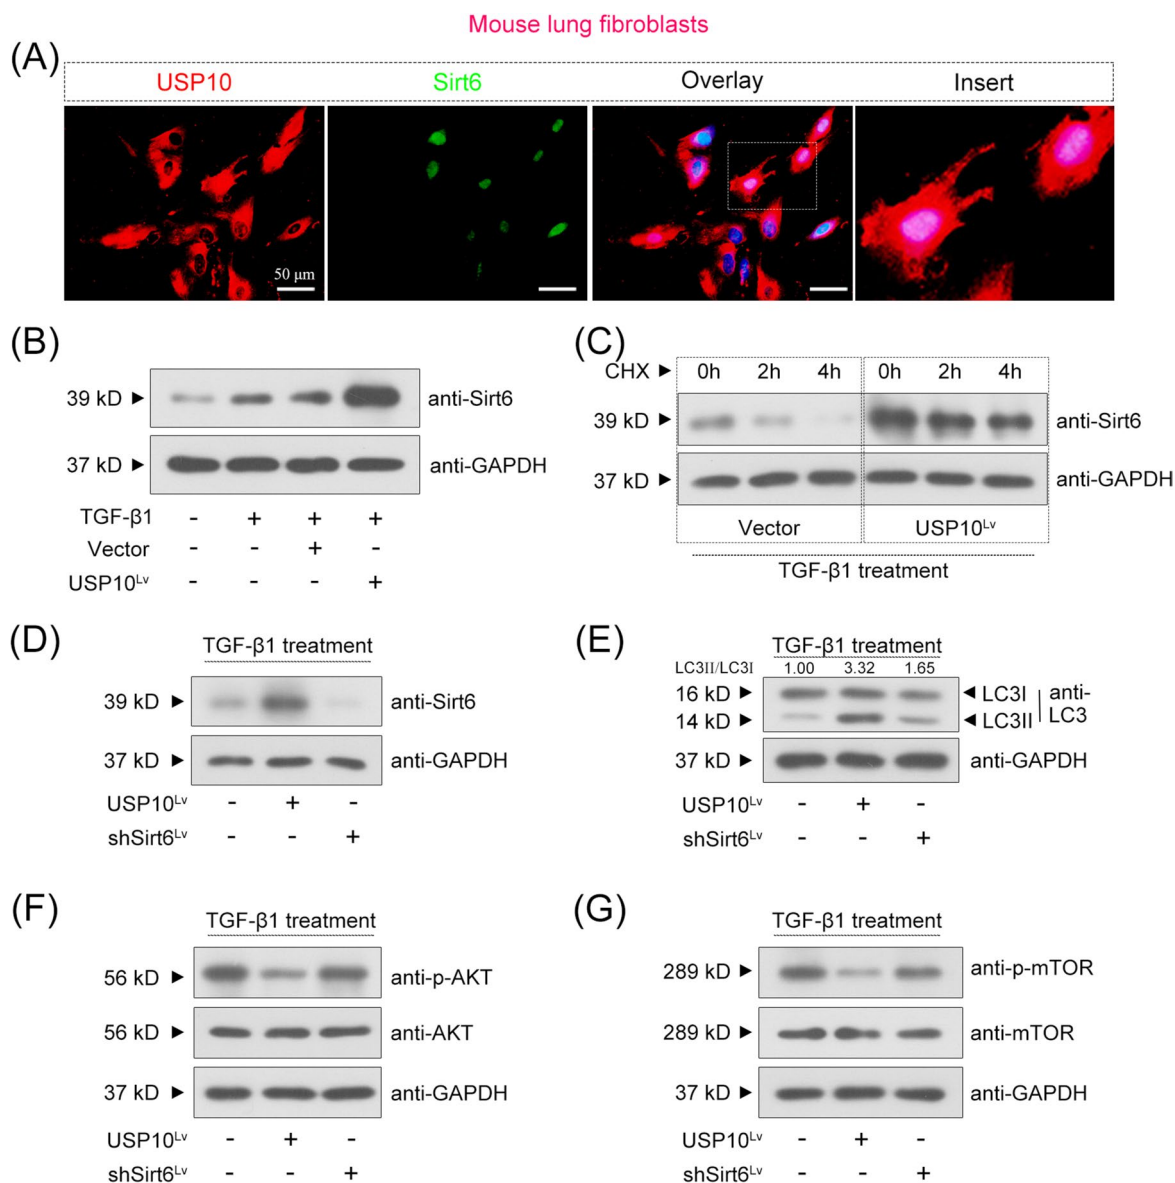 Mouse lung fibroblasts
(A)
USP10 Sirt6 Overlay Insert
50 μm
(B)
39 kD ► anti-Sirt6
37 kD ► anti-GAPDH
TGF-β1 - + + +
Vector - - + -
USP10Lv - - - +
(C)
CHX ► 0h 2h 4h 0h 2h 4h
39 kD ► anti-Sirt6
37 kD ► anti-GAPDH
Vector USP10Lv
TGF-β1 treatment
(D)
TGF-β1 treatment
39 kD ► anti-Sirt6
37 kD ► anti-GAPDH
USP10Lv - + -
shSirt6Lv - - +
(E)
TGF-β1 treatment
LC3II/LC3I 1.00 3.32 1.65
16 kD ► ◄ LC3I anti-
14 kD ► ◄ LC3II LC3
37 kD ► anti-GAPDH
USP10Lv - + -
shSirt6Lv - - +
(F)
TGF-β1 treatment
56 kD ► anti-p-AKT
56 kD ► anti-AKT
37 kD ► anti-GAPDH
USP10Lv - + -
shSirt6Lv - - +
(G)
TGF-β1 treatment
289 kD ► anti-p-mTOR
289 kD ► anti-mTOR
37 kD ► anti-GAPDH
USP10Lv - + -
shSirt6Lv - - +